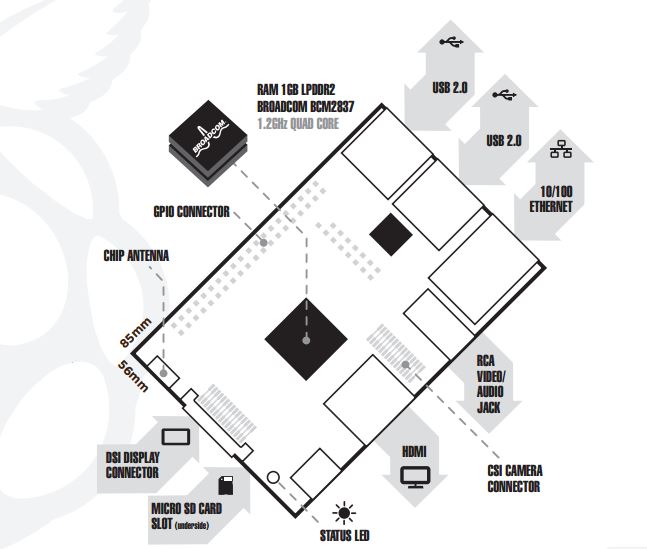 RAM 1GB LPDDR2
BROADCOM BCM2837
1.2GHz QUAD CORE
BROADCOM
USB 2.0
USB 2.0
10/100
ETHERNET
GPIO CONNECTOR
CHIP ANTENNA
85mm
56mm
RCA
VIDEO/
AUDIO
JACK
DSI DISPLAY
CONNECTOR
HDMI
CSI CAMERA
CONNECTOR
MICRO SD CARD
SLOT (underside)
STATUS LED